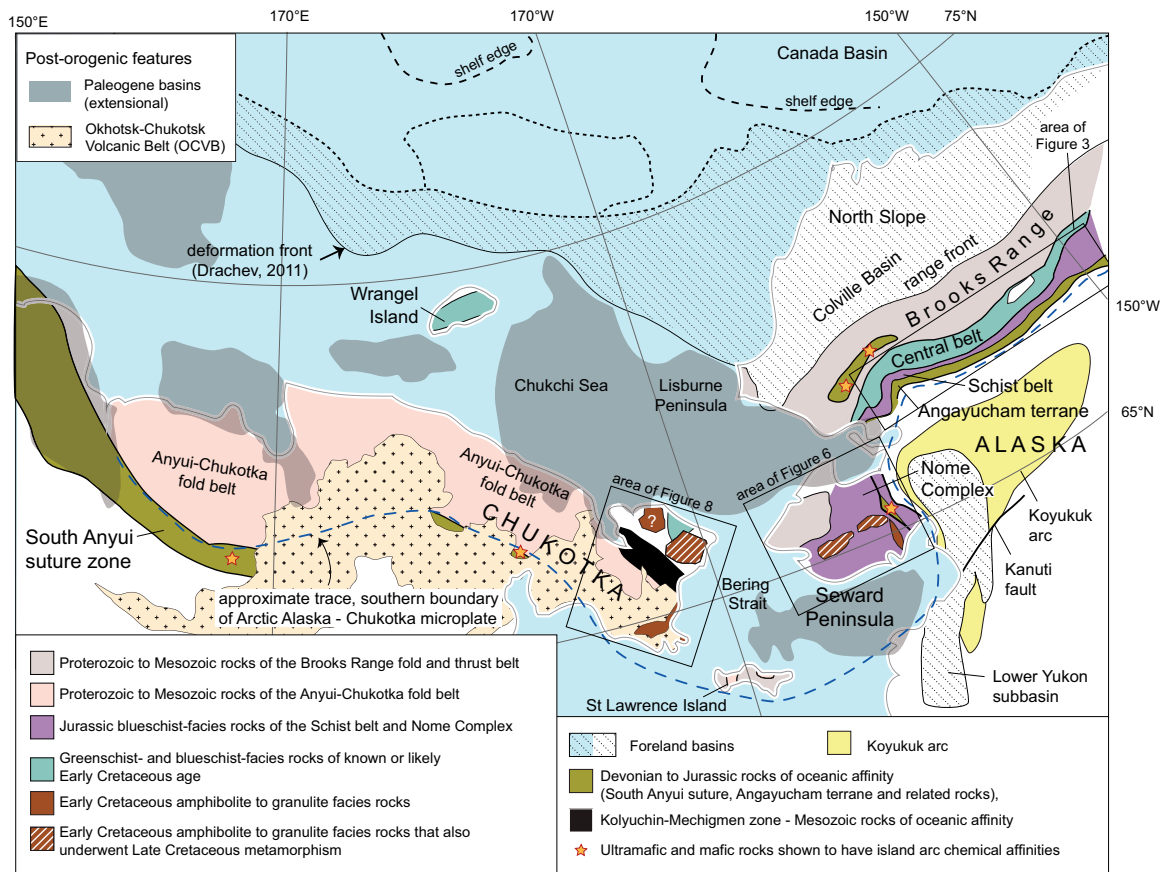 150°E
170°E
170°W
150°W
75°N
Post-orogenic features
Paleogene basins
(extensional)
Okhotsk-Chukotsk
Volcanic Belt (OCVB)
shelf edge
Canada Basin
shelf edge
area of
Figure 3
North Slope
deformation front
(Drachev, 2011)
Colville Basin
range front
Brooks Range
Wrangel
Island
150°W
Central belt
Chukchi Sea
Lisburne
Peninsula
Schist belt
Angayucham terrane
65°N
ALASKA
Anyui-Chukotka
fold belt
Anyui-Chukotka
fold belt
area of Figure 6
area of Figure 8
Nome
Complex
?
CHUKOTKA
Koyukuk
arc
South Anyui
suture zone
Kanuti
fault
Bering
Strait
Seward
Peninsula
approximate trace, southern boundary
of Arctic Alaska - Chukotka microplate
Lower Yukon
subbasin
St Lawrence Island
Proterozoic to Mesozoic rocks of the Brooks Range fold and thrust belt
Proterozoic to Mesozoic rocks of the Anyui-Chukotka fold belt
Jurassic blueschist-facies rocks of the Schist belt and Nome Complex
Greenschist- and blueschist-facies rocks of known or likely
Early Cretaceous age
Early Cretaceous amphibolite to granulite facies rocks
Early Cretaceous amphibolite to granulite facies rocks that also
underwent Late Cretaceous metamorphism
Foreland basins
Koyukuk arc
Devonian to Jurassic rocks of oceanic affinity
(South Anyui suture, Angayucham terrane and related rocks),
Kolyuchin-Mechigmen zone - Mesozoic rocks of oceanic affinity
Ultramafic and mafic rocks shown to have island arc chemical affinities